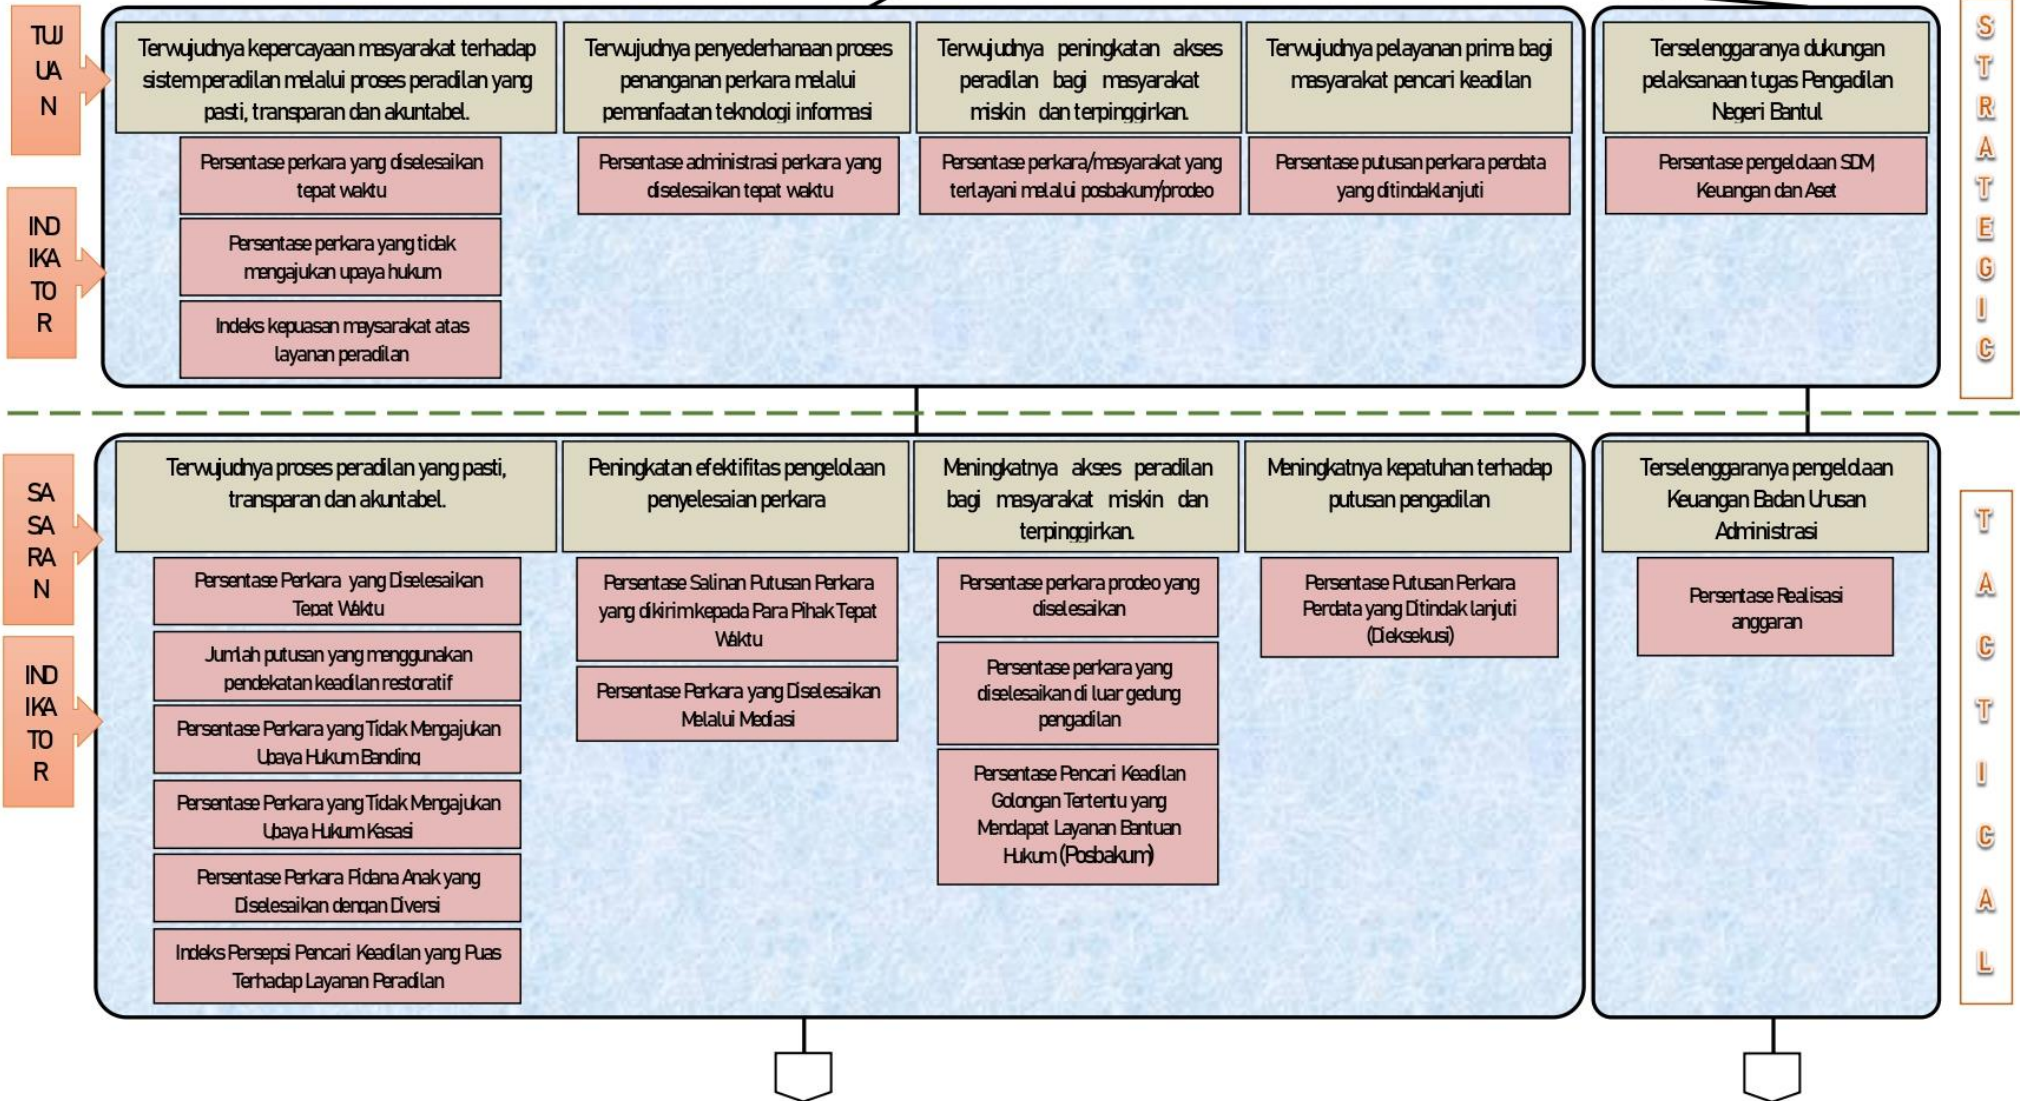 TUJ
UA
N
Terwujudnya kepercayaan masyarakat terhadap
sistem peradilan melalui proses peradilan yang
pasti, transparan dan akuntabel.
Terwujudnya penyederhanaan proses
penanganan perkara melalui
pemanfaatan teknologi informasi
Terwujudnya peningkatan akses
peradilan bagi masyarakat
miskin dan terpinggirkan.
Terwujudnya pelayanan prima bagi
masyarakat pencari keadilan
Terselenggaranya dukungan
pelaksanaan tugas Pengadilan
Negeri Bantul
IND
IKA
TO
R
Persentase perkara yang diselesaikan
tepat waktu
Persentase perkara yang tidak
mengajukan upaya hukum
Indeks kepuasan maysarakat atas
layanan peradilan
Persentase administrasi perkara yang
diselesaikan tepat waktu
Persentase perkara/masyarakat yang
terlayani melalui posbakum/prodeo
Persentase putusan perkara perdata
yang ditindaklanjuti
Persentase pengelolaan SDM,
Keuangan dan Aset
S
T
R
A
T
E
G
I
C
SA
SA
RA
N
Terwujudnya proses peradilan yang pasti,
transparan dan akuntabel.
Peningkatan efektifitas pengelolaan
penyelesaian perkara
Meningkatnya akses peradilan
bagi masyarakat miskin dan
terpinggirkan.
Meningkatnya kepatuhan terhadap
putusan pengadilan
Terselenggaranya pengelolaan
Keuangan Badan Urusan
Administrasi
IND
IKA
TO
R
Persentase Perkara yang Diselesaikan
Tepat Waktu
Jumlah putusan yang menggunakan
pendekatan keadilan restoratif
Persentase Perkara yang Tidak Mengajukan
Upaya Hukum Banding
Persentase Perkara yang Tidak Mengajukan
Upaya Hukum Kasasi
Persentase Perkara Pidana Anak yang
Diselesaikan dengan Diversi
Indeks Persepsi Pencari Keadilan yang Puas
Terhadap Layanan Peradilan
Persentase Salinan Putusan Perkara
yang dikirim kepada Para Pihak Tepat
Waktu
Persentase Perkara yang Diselesaikan
Melalui Mediasi
Persentase perkara prodeo yang
diselesaikan
Persentase perkara yang
diselesaikan di luar gedung
pengadilan
Persentase Pencari Keadilan
Golongan Tertentu yang
Mendapat Layanan Bantuan
Hukum (Posbakum)
Persentase Putusan Perkara
Perdata yang Ditindak lanjuti
(Dieksekusi)
Persentase Realisasi
anggaran
T
A
C
T
I
C
A
L